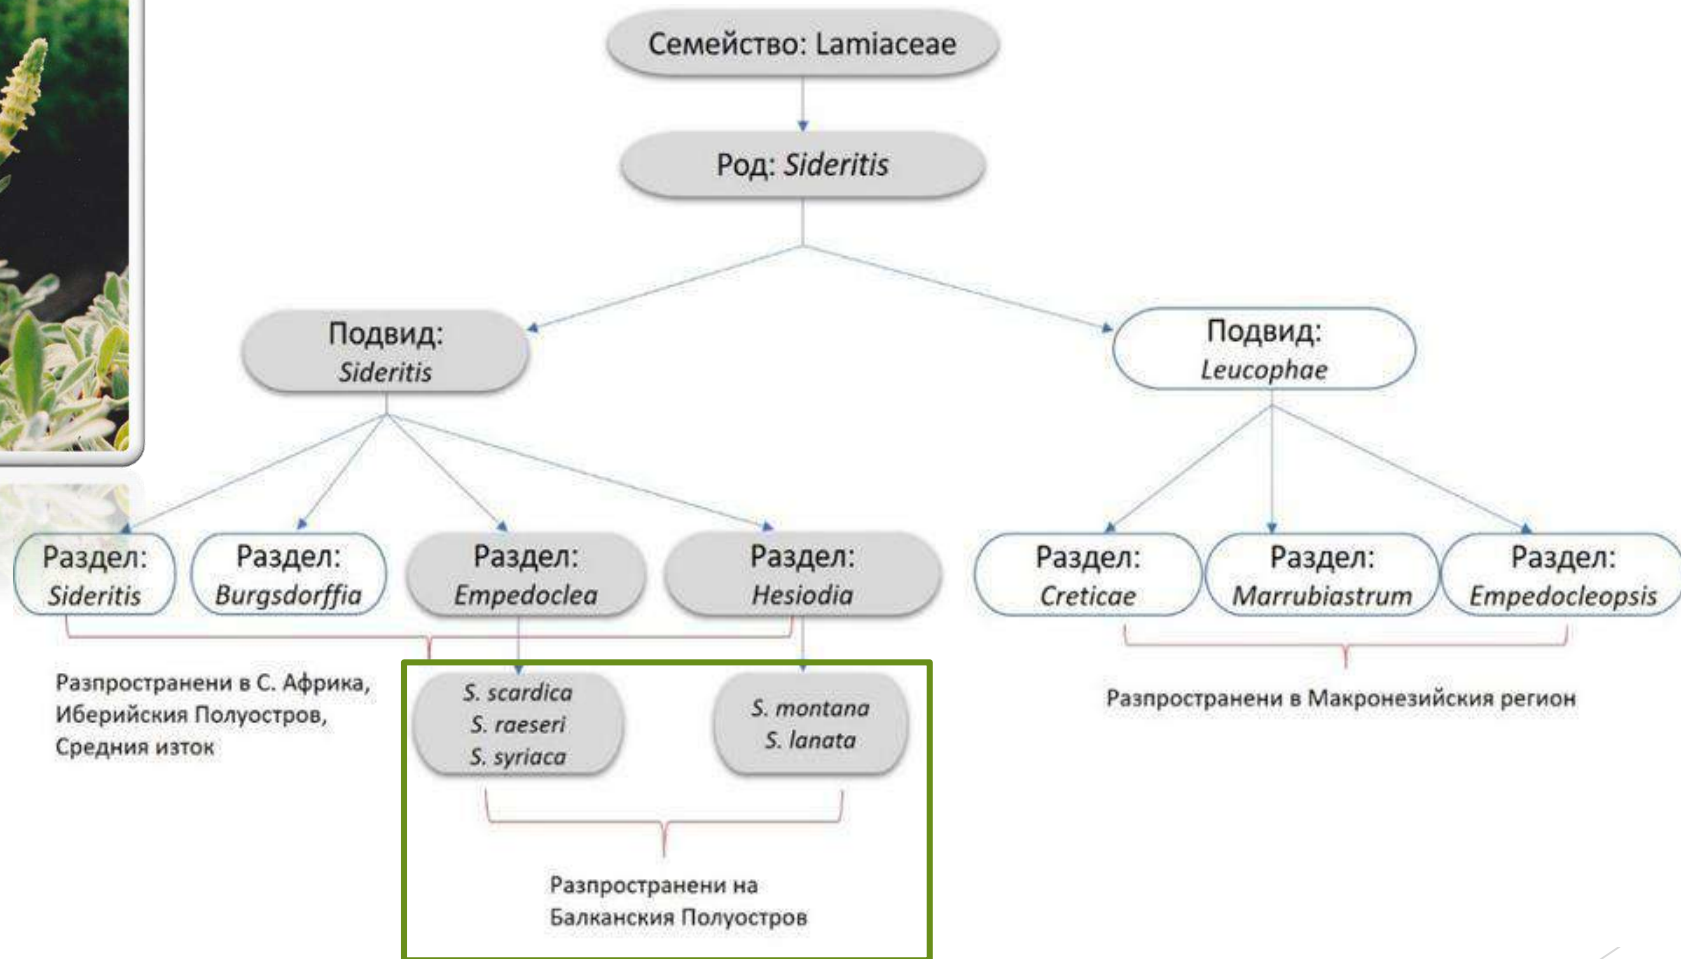 Семейство: Lamiaceae
Род: Sideritis
Подвид:
Sideritis
Подвид:
Leucophae
Раздел:
Sideritis
Раздел:
Burgsdorffia
Раздел:
Empedoclea
Раздел:
Hesiodia
Раздел:
Creticae
Раздел:
Marrubiastrum
Раздел:
Empedocleopsis
Разпространени в С. Африка,
Иберийския Полуостров,
Средния изток
S. scardica
S. raeseri
S. syriaca
S. montana
S. lanata
Разпространени в Макронезийския регион
Разпространени на
Балканския Полуостров